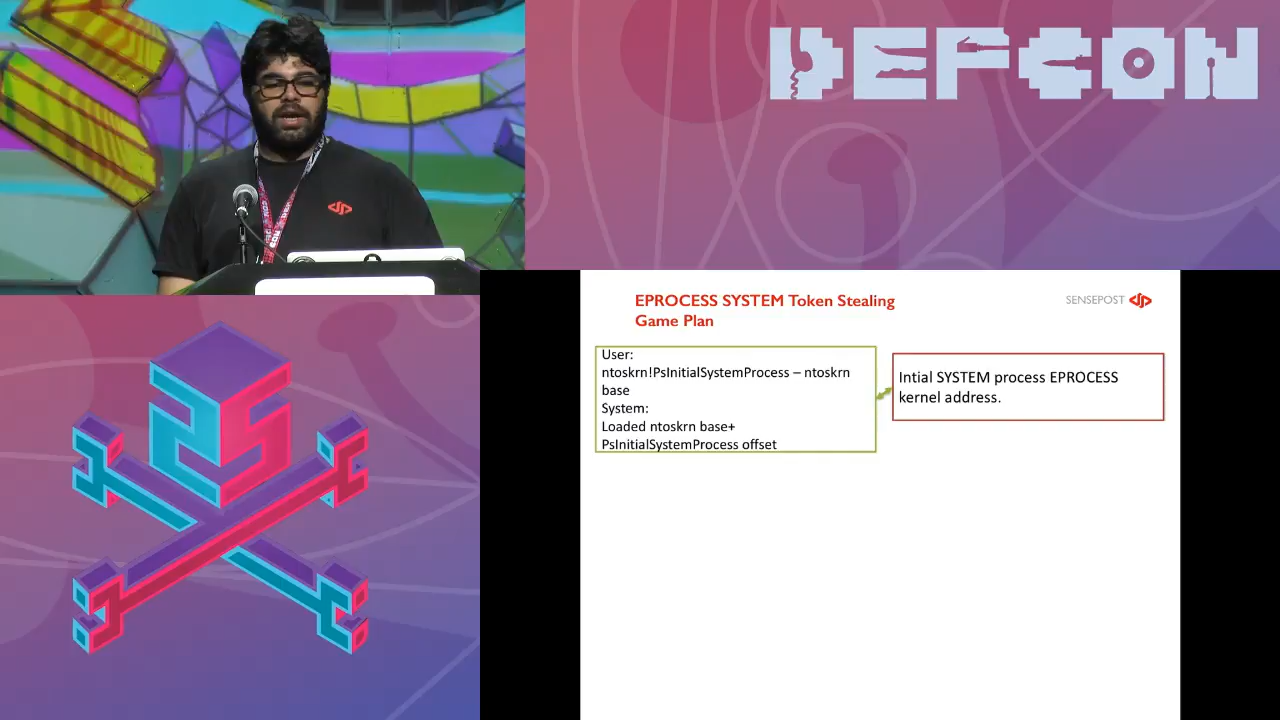 DEFCON
EPROCESS SYSTEM Token Stealing
Game Plan
SENSEPOST
User:
ntoskrn!PsInitialSystemProcess – ntoskrn
base
System:
Loaded ntoskrn base+
PsInitialSystemProcess offset
Intial SYSTEM process EPROCESS
kernel address.